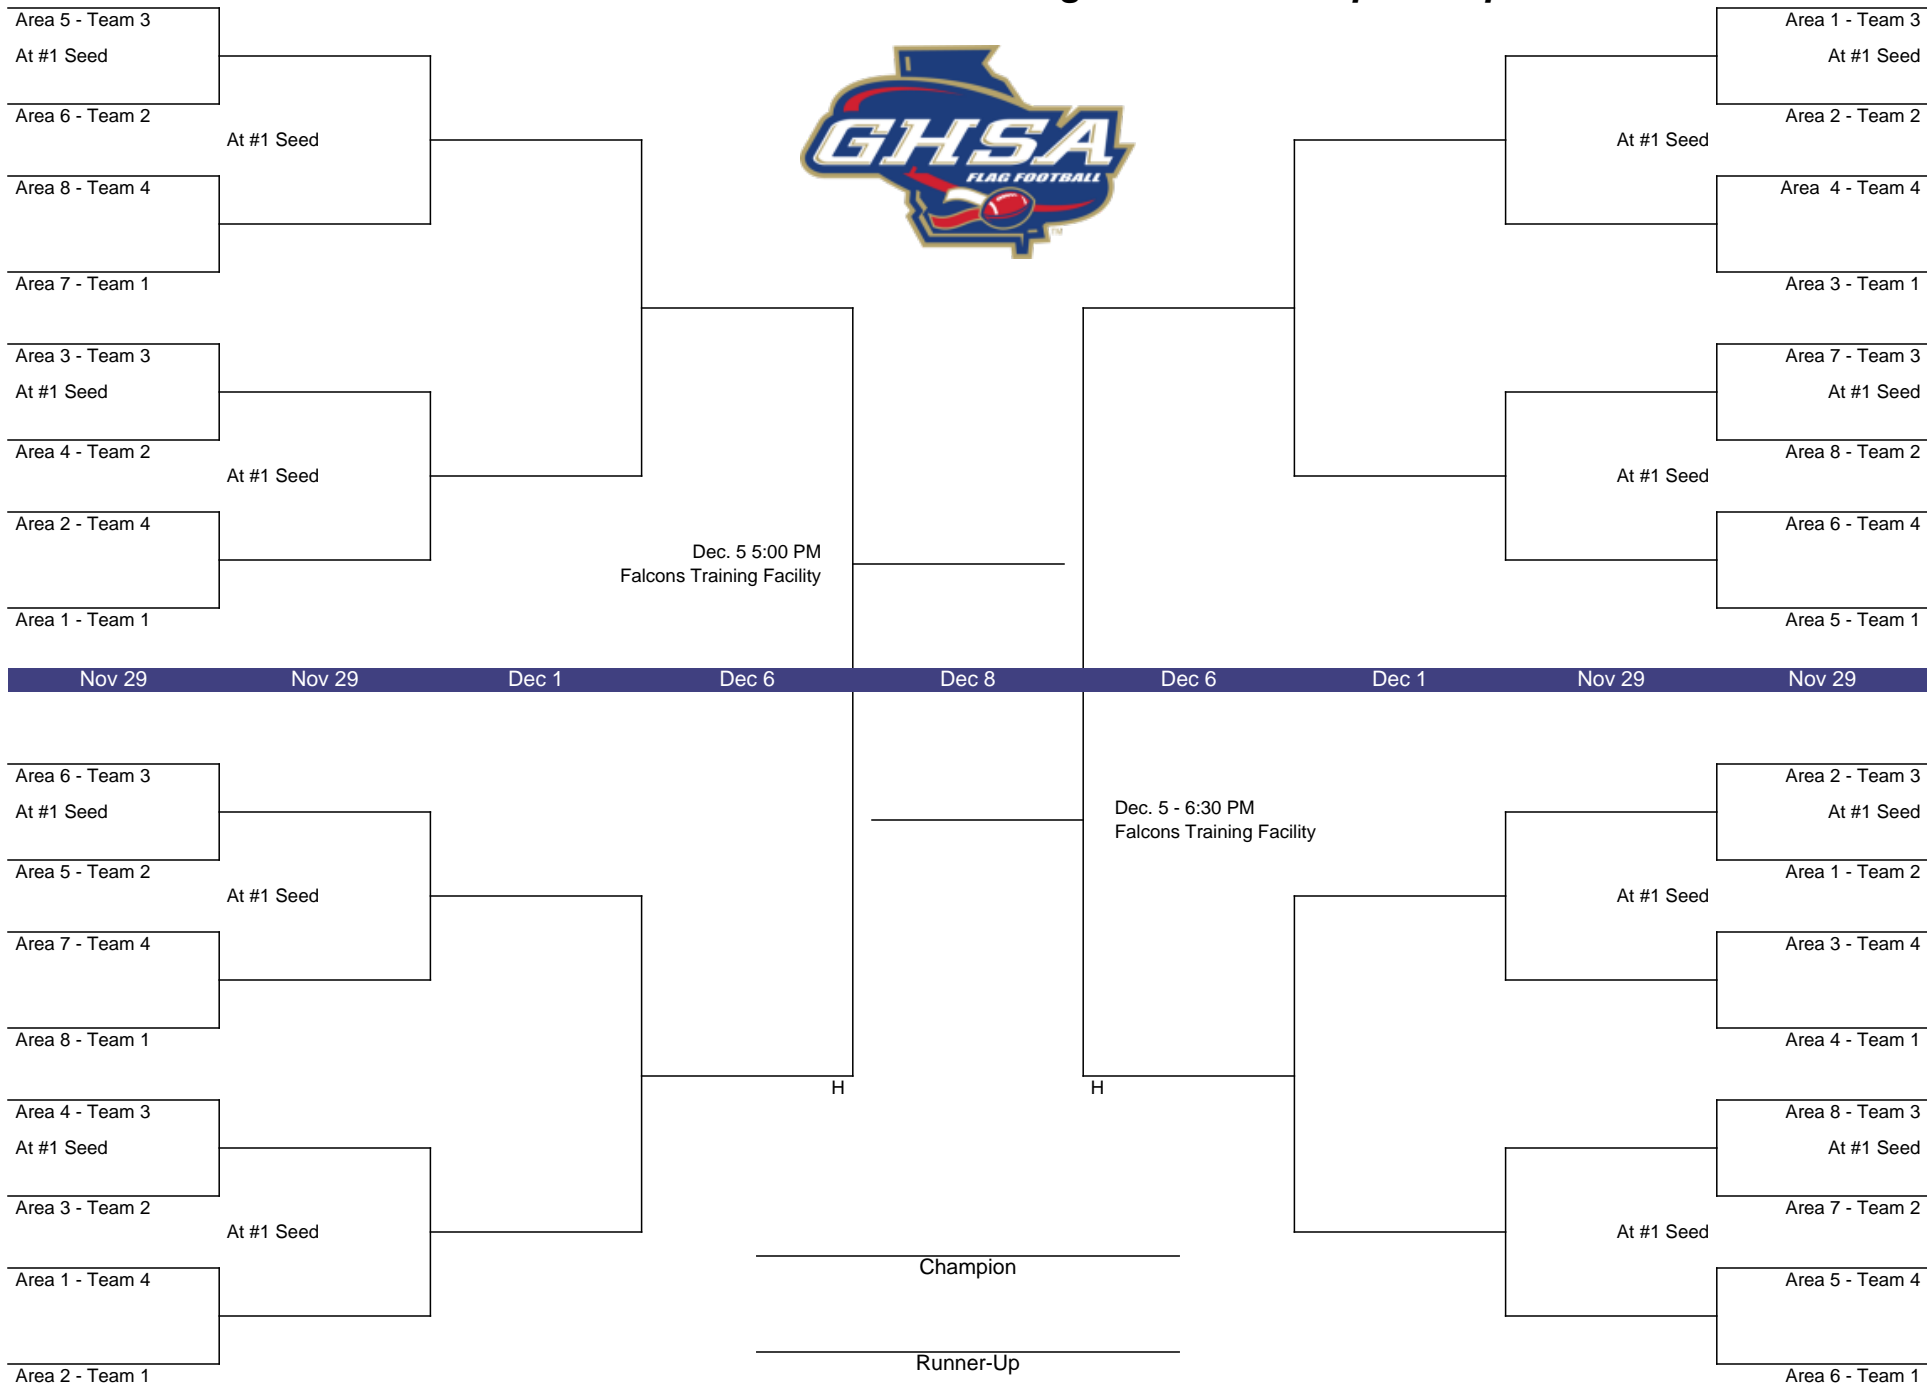 Area 5 - Team 3
At #1 Seed
Area 6 - Team 2
At #1 Seed
Area 8 - Team 4
Area 7 - Team 1
Area 3 - Team 3
At #1 Seed
Area 4 - Team 2
At #1 Seed
Area 2 - Team 4
Area 1 - Team 1
GHSA
FLAG FOOTBALL
TM
Dec. 5 5:00 PM
Falcons Training Facility
Area 1 - Team 3
At #1 Seed
Area 2 - Team 2
At #1 Seed
Area  4 - Team 4
Area 3 - Team 1
Area 7 - Team 3
At #1 Seed
Area 8 - Team 2
At #1 Seed
Area 6 - Team 4
Area 5 - Team 1
Nov 29 Nov 29 Dec 1 Dec 6 Dec 8 Dec 6 Dec 1 Nov 29 Nov 29
Area 6 - Team 3
At #1 Seed
Area 5 - Team 2
At #1 Seed
Area 7 - Team 4
Area 8 - Team 1
Area 4 - Team 3
At #1 Seed
Area 3 - Team 2
At #1 Seed
Area 1 - Team 4
Area 2 - Team 1
Dec. 5 - 6:30 PM
Falcons Training Facility
H H
Champion
Runner-Up
Area 2 - Team 3
At #1 Seed
Area 1 - Team 2
At #1 Seed
Area 3 - Team 4
Area 4 - Team 1
Area 8 - Team 3
At #1 Seed
Area 7 - Team 2
At #1 Seed
Area 5 - Team 4
Area 6 - Team 1